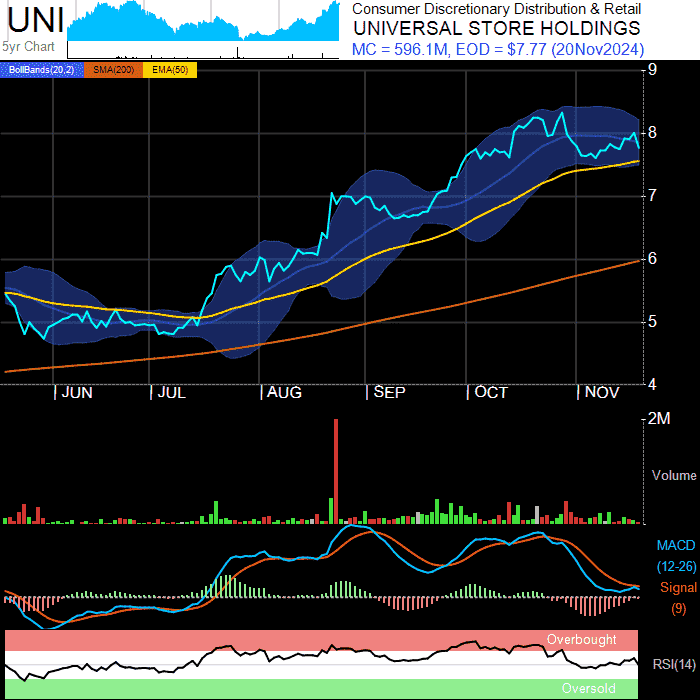 UNI
5yr Chart
Consumer Discretionary Distribution & Retail
UNIVERSAL STORE HOLDINGS
MC = 596.1M, EOD = $7.77 (20Nov2024)
BollBands(20,2) SMA(200) EMA(50)
9
8
7
6
5
4
JUN JUL AUG SEP OCT NOV
2M
Volume
MACD
(12-26)
Signal
(9)
Overbought
RSI(14)
Oversold